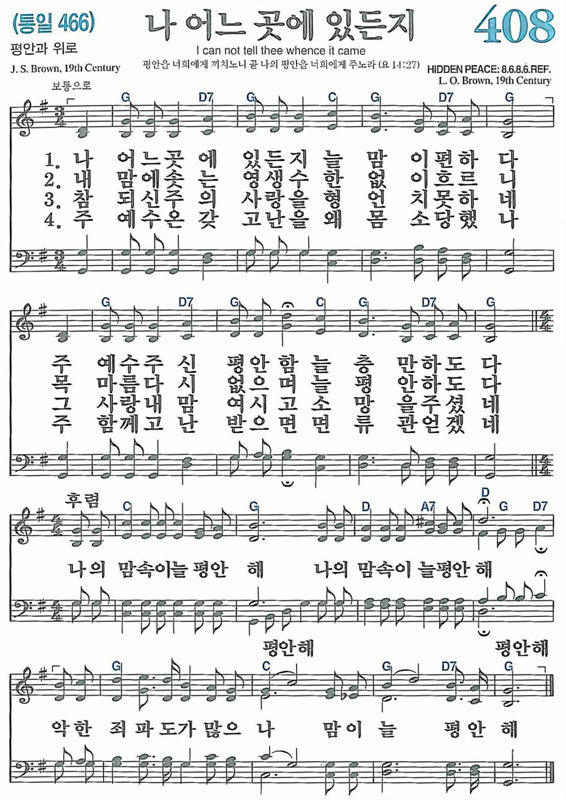 (통일 466)
나 어느 곳에 있든지
408
평안과 위로
I can not tell thee whence it came
J. S. Brown, 19th Century
평안을 너희에게 끼치노니 곧 나의 평안을 너희에게 주노라 (요 14:27)
HIDDEN PEACE: 8.6.8.6.REF.
L. O. Brown, 19th Century
보통으로
G D7 G C G D7 G
1. 나 어느곳에 있든지늘 맘이편하다
2. 내 맘에솟는 영생수한 없이흐르니
3. 참 되신주의 사랑을형 언치못하네
4. 주 예수온갖 고난을왜 몸소당했나
G D7 G C G D7 G
주 예수주신 평안함늘 충만하도다
목 마름다시 없으며늘 평안하도다
그 사랑내맘 여시고소 망을주셨네
주 함께고난 받으면면 류관얻겠네
후렴
C G D A7 D G D7
나의 맘속이늘평안 해 나의맘속이늘평안해
평안해 평안해
G C G D7 G
악한 죄파도가많으나 맘이늘 평안해